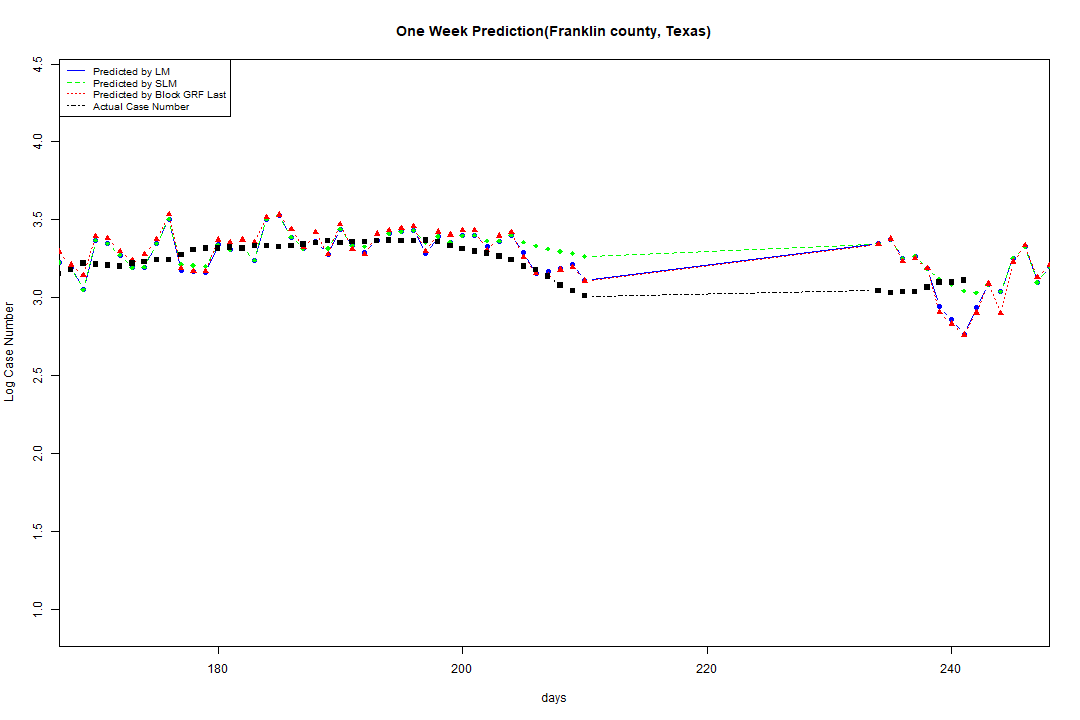 One Week Prediction(Franklin county, Texas)
Predicted by LM
Predicted by SLM
Predicted by Block GRF Last
Actual Case Number
4.5
4.0
3.5
3.0
2.5
2.0
1.5
1.0
Log Case Number
180 200 220 240
days